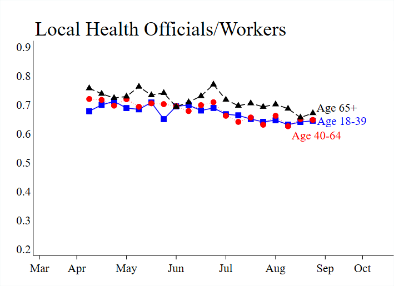 Local Health Officials/Workers
0.9
0.8
0.7
0.6
0.5
0.4
0.3
0.2
Age 65+
Age 18-39
Age 40-64
Mar Apr May Jun Jul Aug Sep Oct